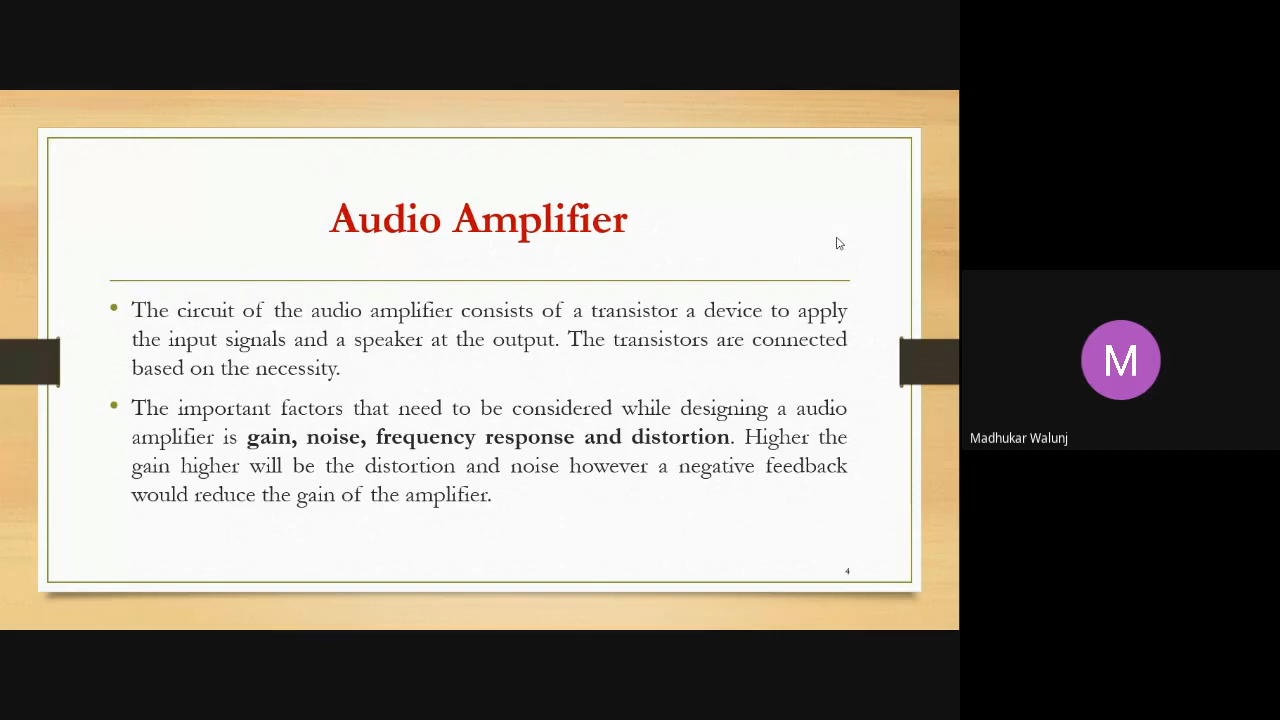 Audio Amplifier
• The circuit of the audio amplifier consists of a transistor a device to apply
the input signals and a speaker at the output. The transistors are connected
based on the necessity.
• The important factors that need to be considered while designing a audio
amplifier is gain, noise, frequency response and distortion. Higher the
gain higher will be the distortion and noise however a negative feedback
would reduce the gain of the amplifier.
4
M
Madhukar Walunj